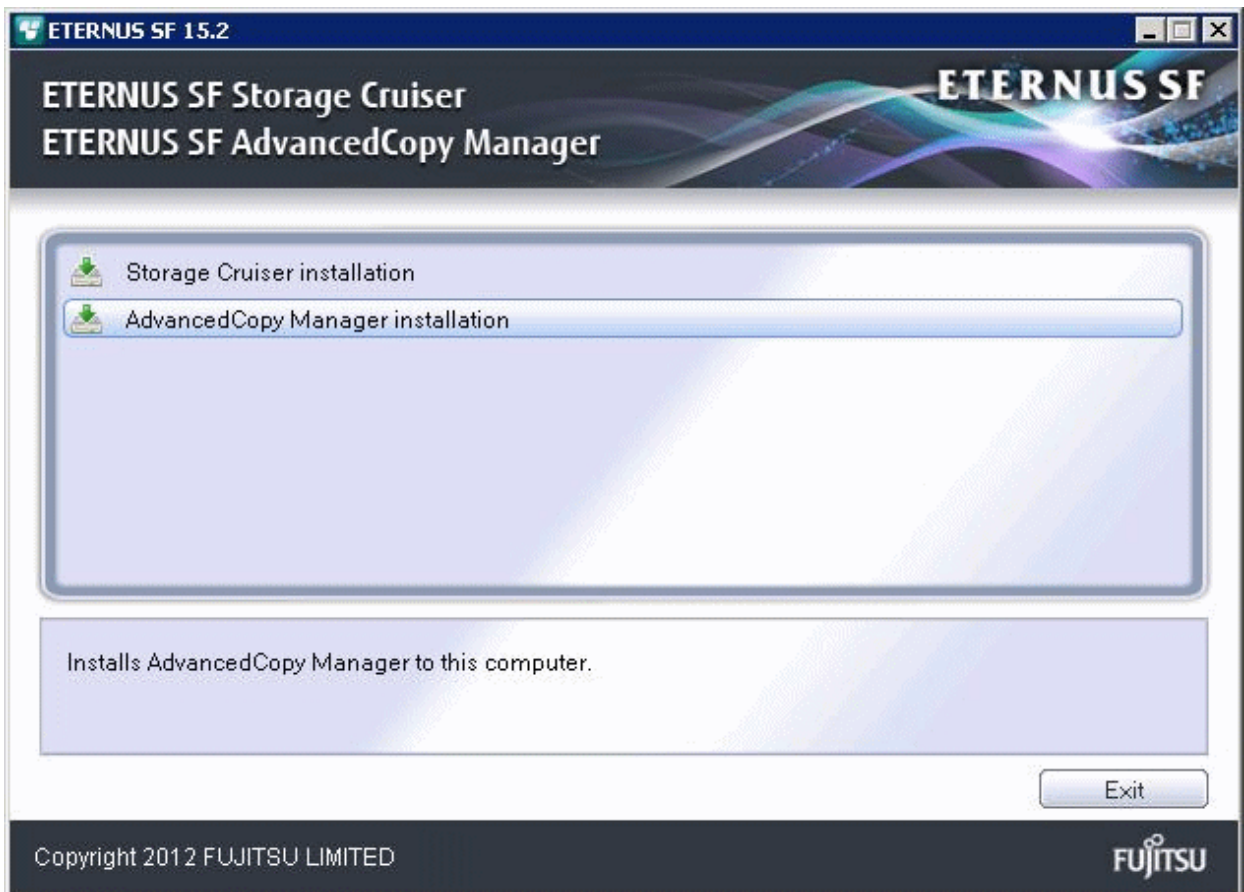 ETERNUS SF 15.2
ETERNUS SF Storage Cruiser
ETERNUS SF AdvancedCopy Manager
ETERNUS SF
Storage Cruiser installation
AdvancedCopy Manager installation
Installs AdvancedCopy Manager to this computer.
Exit
Copyright 2012 FUJITSU LIMITED
FUJITSU